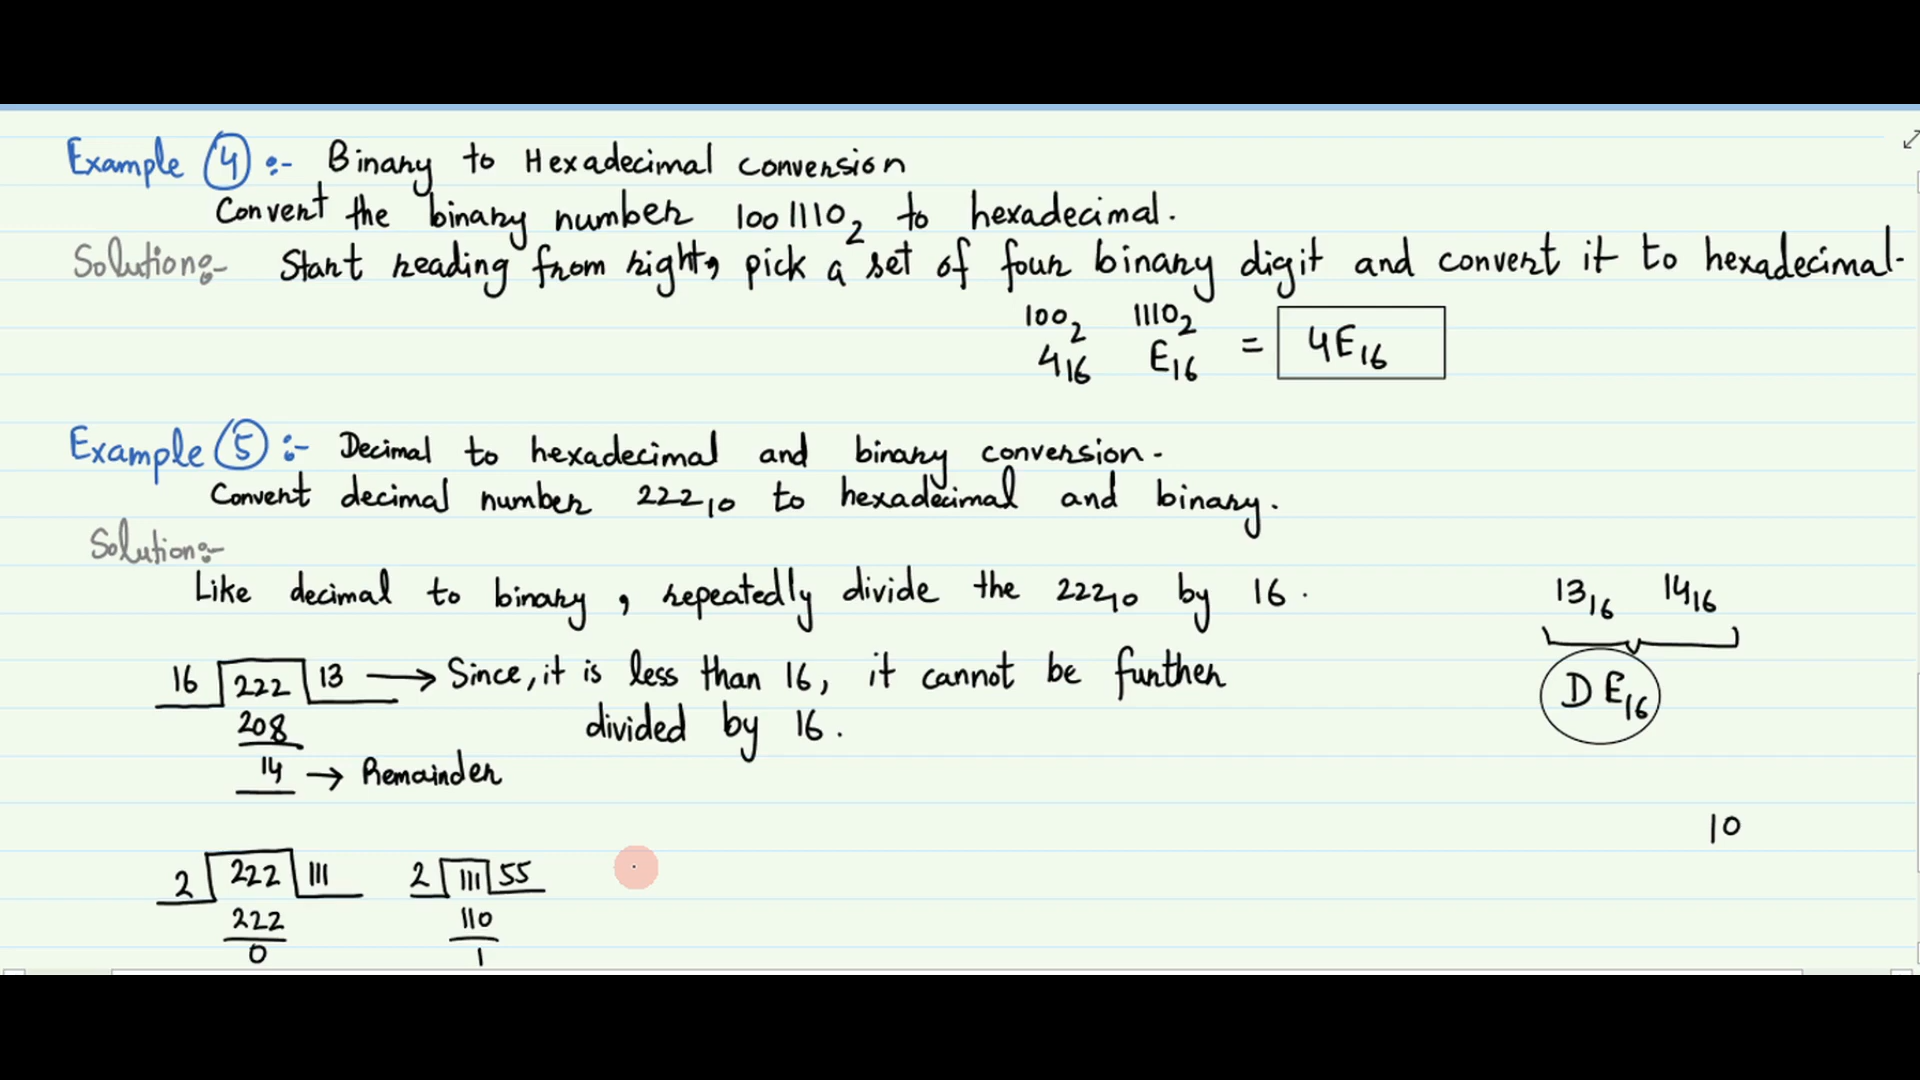 Example 4 :- Binary to Hexadecimal conversion
Convert the binary number 1001110₂ to hexadecimal.
Solution:- Start reading from right, pick a set of four binary digit and convert it to hexadecimal.
100₂ 1110₂
4₁₆ E₁₆ = 4E₁₆
Example 5 :- Decimal to hexadecimal and binary conversion.
Convert decimal number 222₁₀ to hexadecimal and binary.
Solution:-
Like decimal to binary, repeatedly divide the 222₁₀ by 16.
13₁₆ 14₁₆
DE₁₆
16 222 13 → Since, it is less than 16, it cannot be further
divided by 16.
208
14 → Remainder
10
2 222 111 2 111 55
222 110
0 1